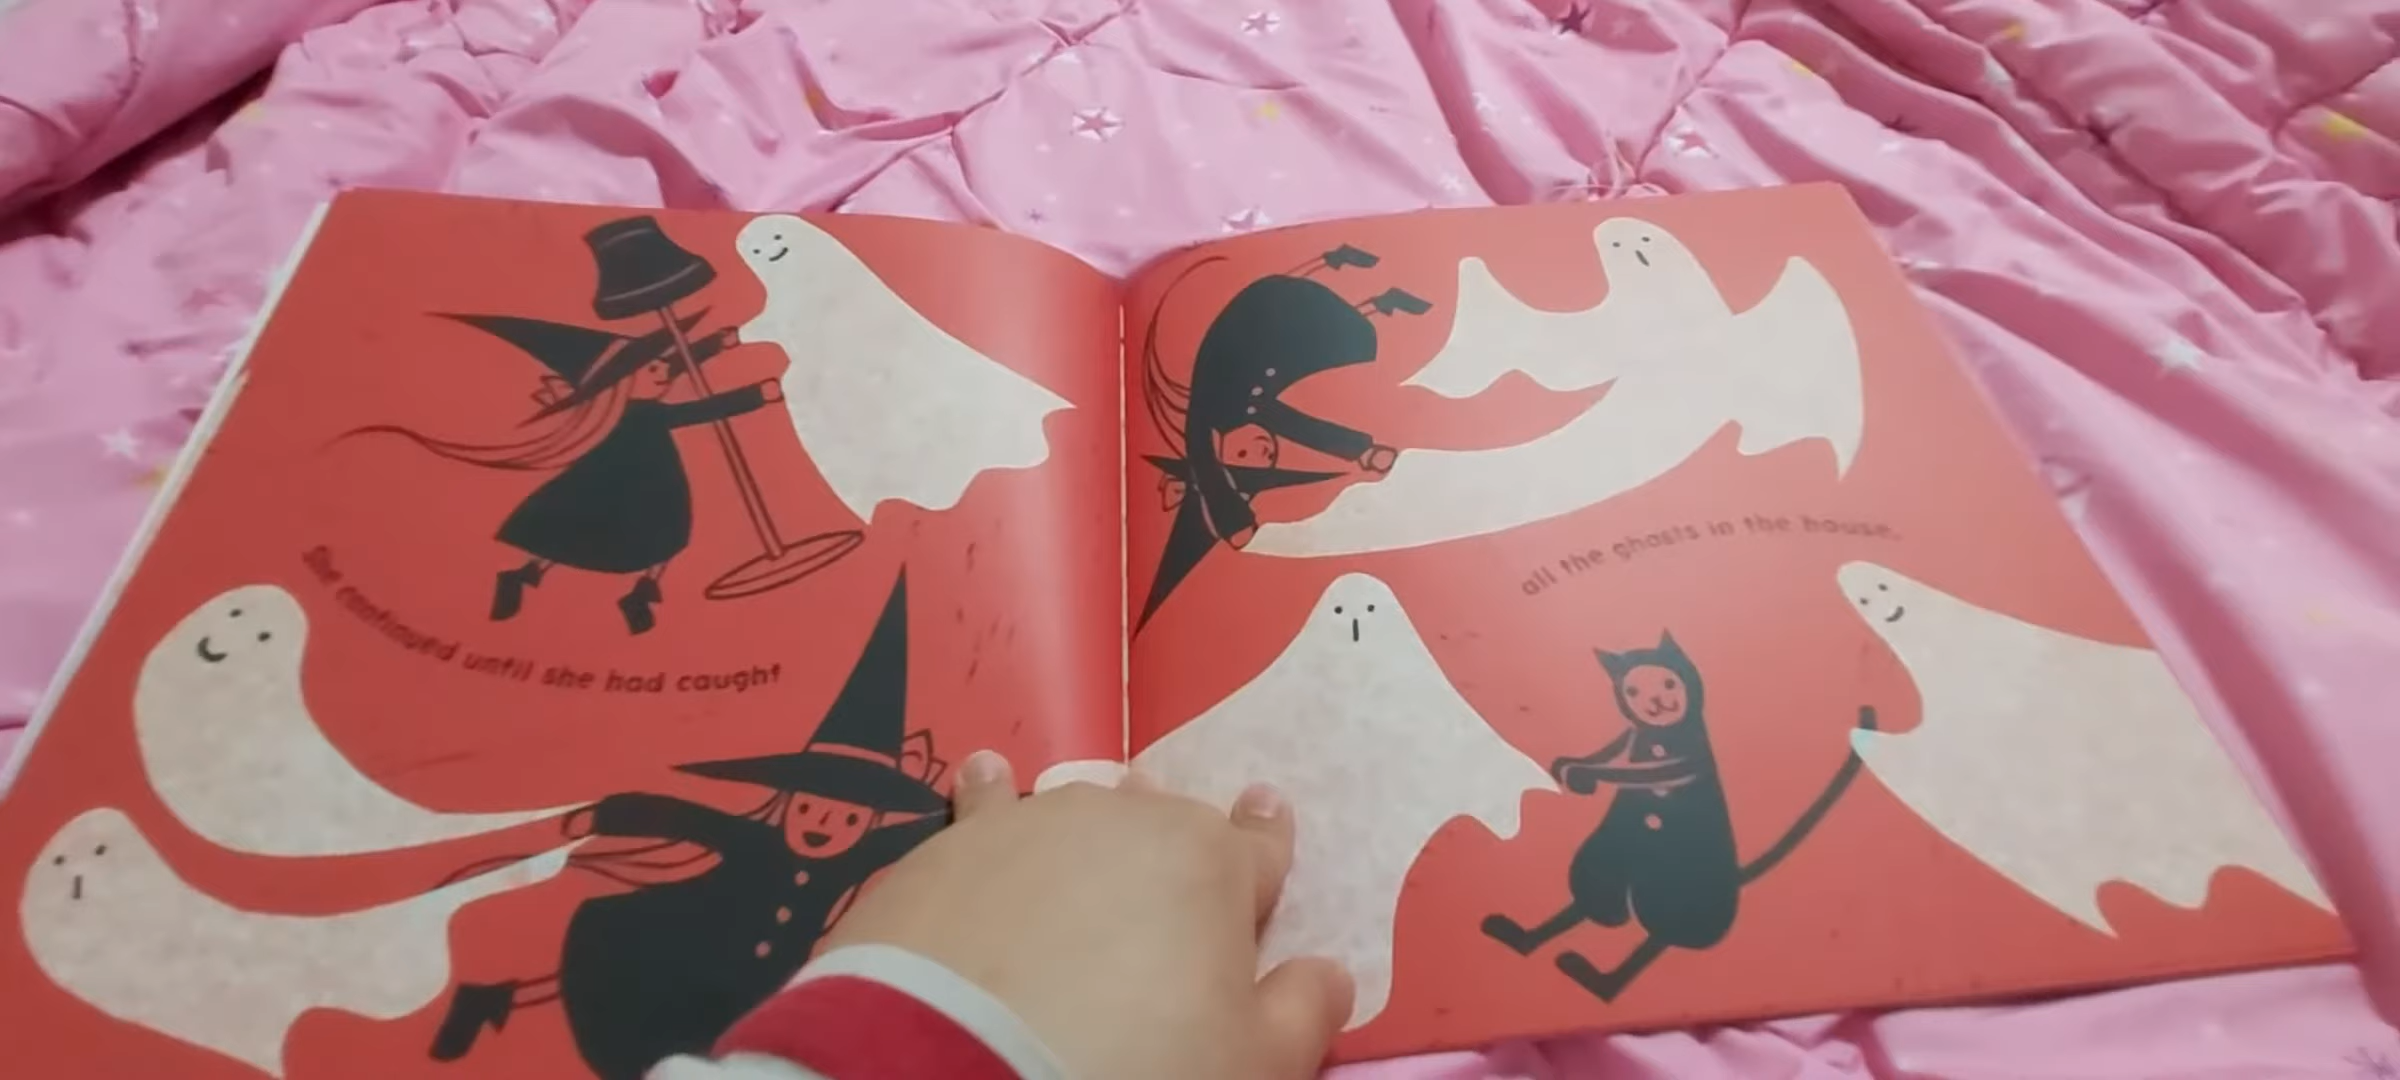 She continued until she had caught
all the ghosts in the house.